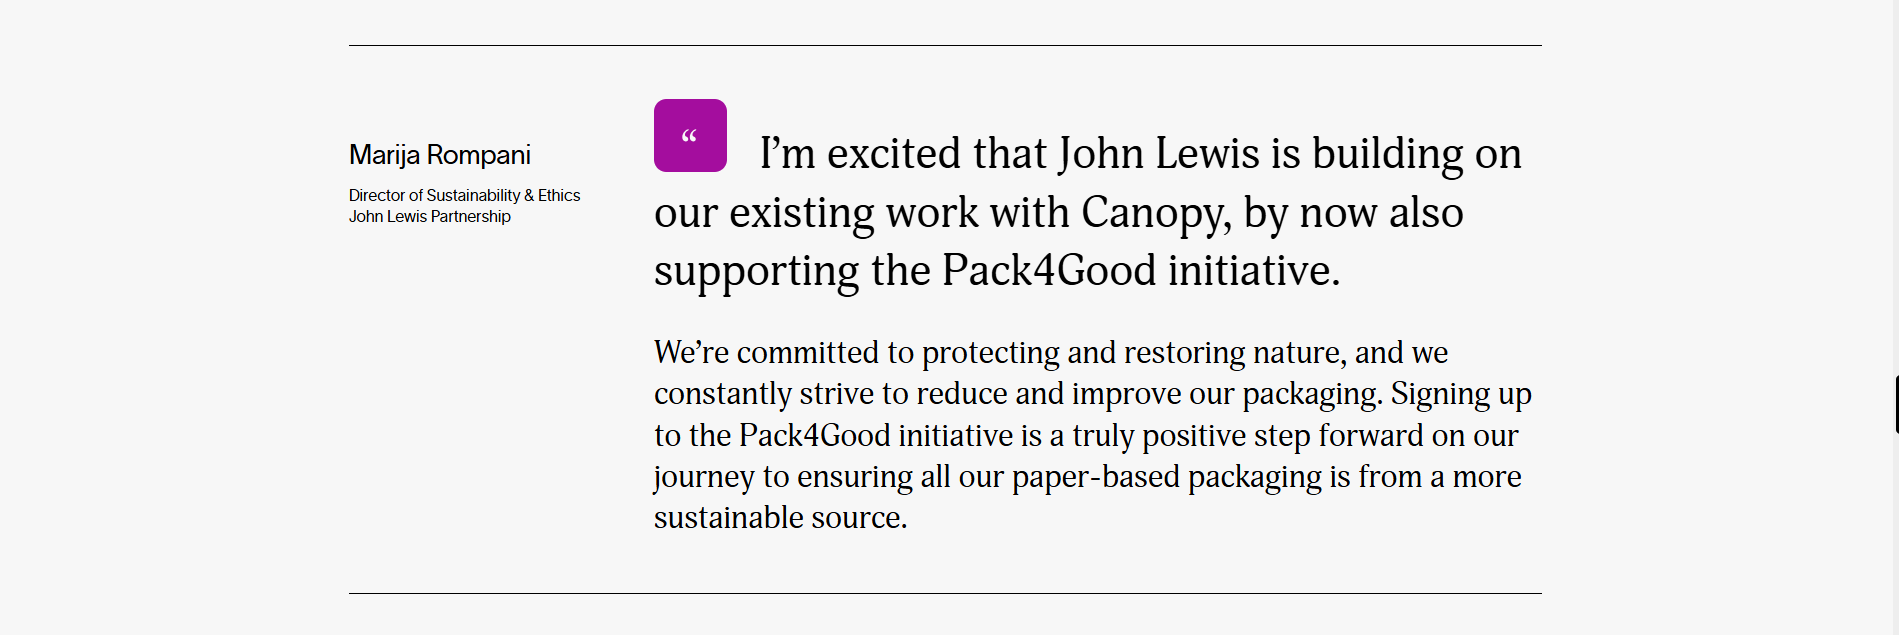 Marija Rompani
Director of Sustainability & Ethics
John Lewis Partnership
“
I’m excited that John Lewis is building on
our existing work with Canopy, by now also
supporting the Pack4Good initiative.
We’re committed to protecting and restoring nature, and we
constantly strive to reduce and improve our packaging. Signing up
to the Pack4Good initiative is a truly positive step forward on our
journey to ensuring all our paper-based packaging is from a more
sustainable source.